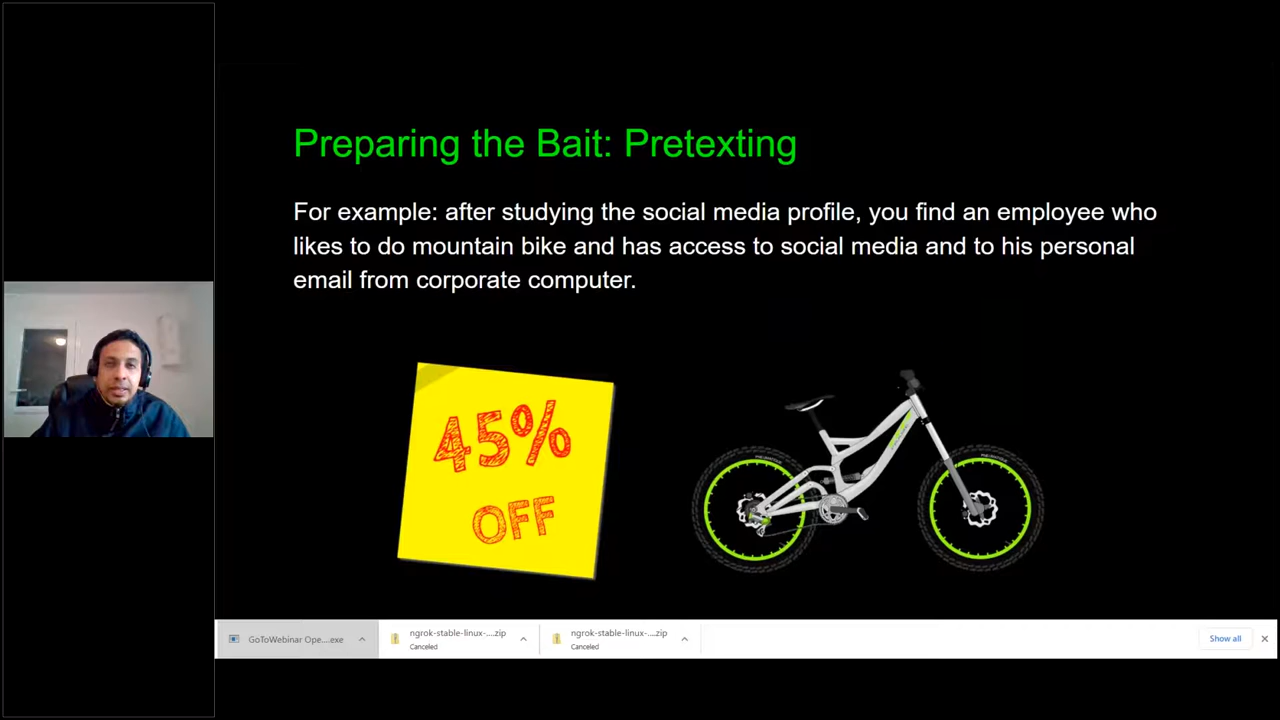 Preparing the Bait: Pretexting
For example: after studying the social media profile, you find an employee who
likes to do mountain bike and has access to social media and to his personal
email from corporate computer.
45%
OFF
GoToWebinar Ope....exe
ngrok-stable-linux-....zip
Canceled
ngrok-stable-linux-....zip
Canceled
Show all